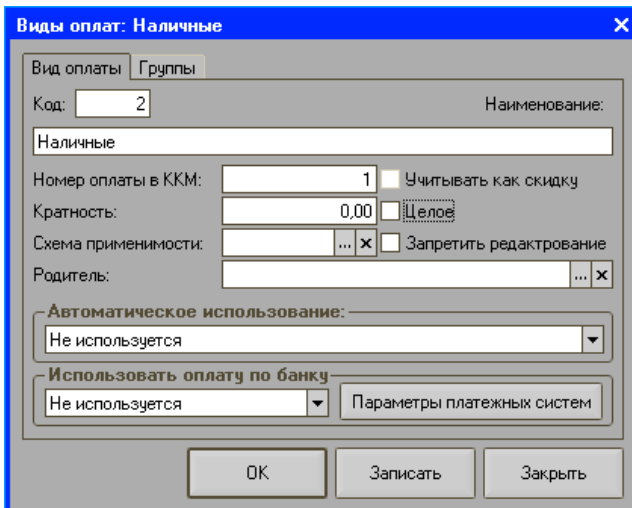 Виды оплат: Наличные
Вид оплаты Группы
Код: 2 Наименование:
Наличные
Номер оплаты в ККМ: 1 Учитывать как скидку
Кратность: 0,00 Целое
Схема применимости: ... x Запретить редактрование
Родитель: ... x
Автоматическое использование:
Не используется
Использовать оплату по банку
Не используется Параметры платежных систем
ОК Записать Закрыть